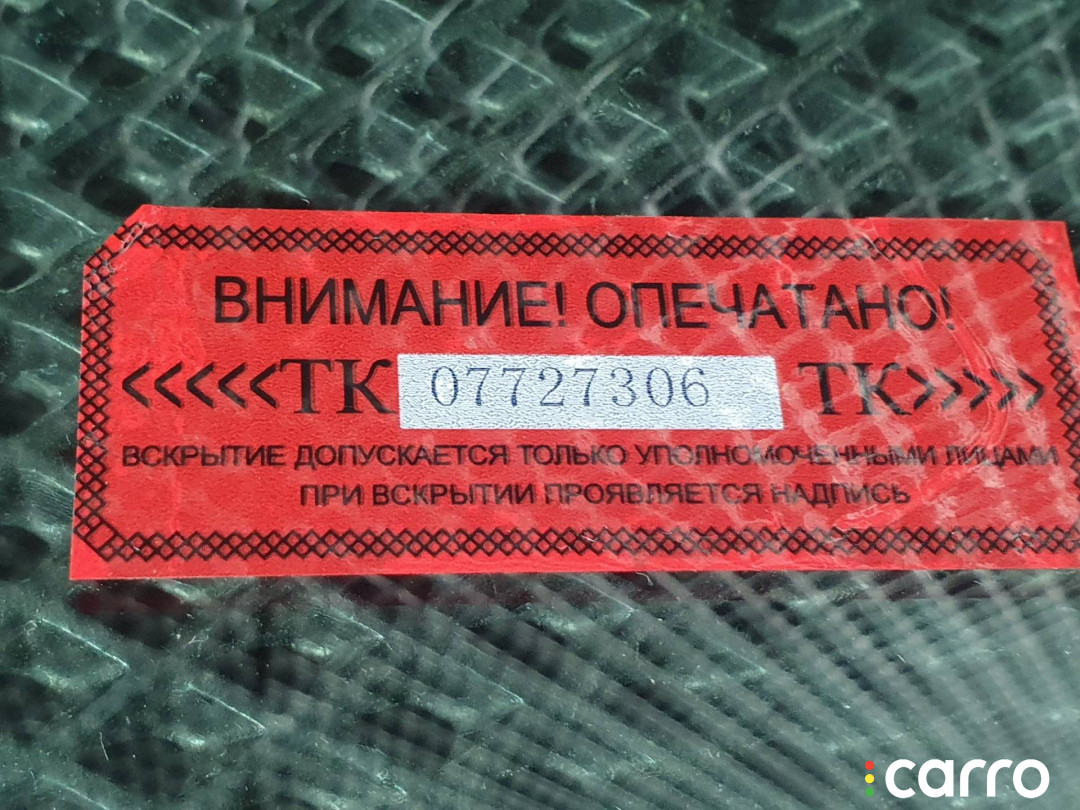 ВНИМАНИЕ! ОПЕЧАТАНО!
<<<<<ТК 07727306 ТК>>>>>
ВСКРЫТИЕ ДОПУСКАЕТСЯ ТОЛЬКО УПОЛНОМОЧЕННЫМИ ЛИЦАМИ
ПРИ ВСКРЫТИИ ПРОЯВЛЯЕТСЯ НАДПИСЬ
carro